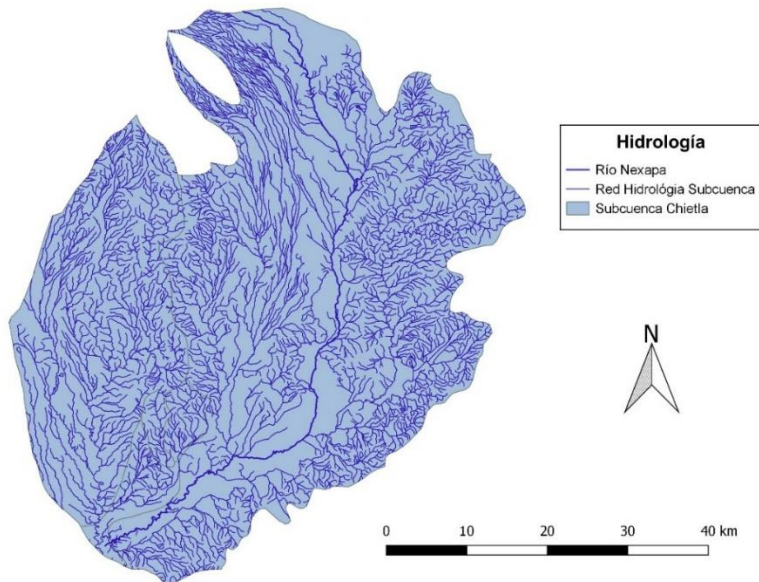 Hidrología
Río Nexapa
Red Hidrológia Subcuenca
Subcuenca Chietla
N
0 10 20 30 40 km